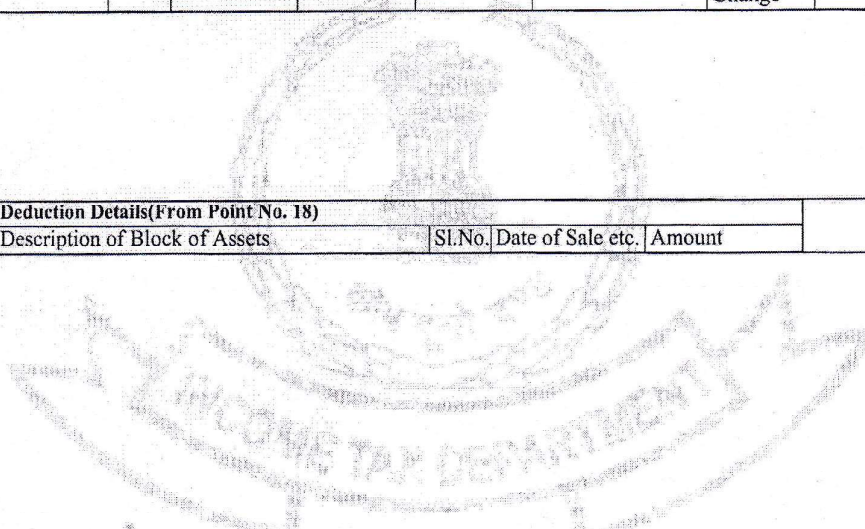 Change
Deduction Details(From Point No. 18)
Description of Block of Assets Sl.No. Date of Sale etc. Amount
INCOME TAX DEPARTMENT